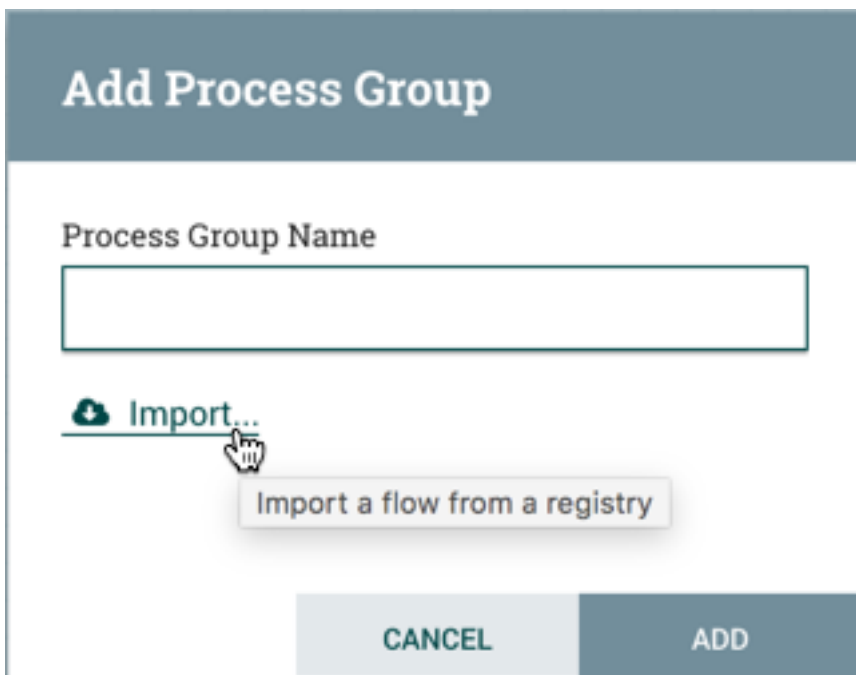 Add Process Group
Process Group Name
Import...
Import a flow from a registry
CANCEL ADD